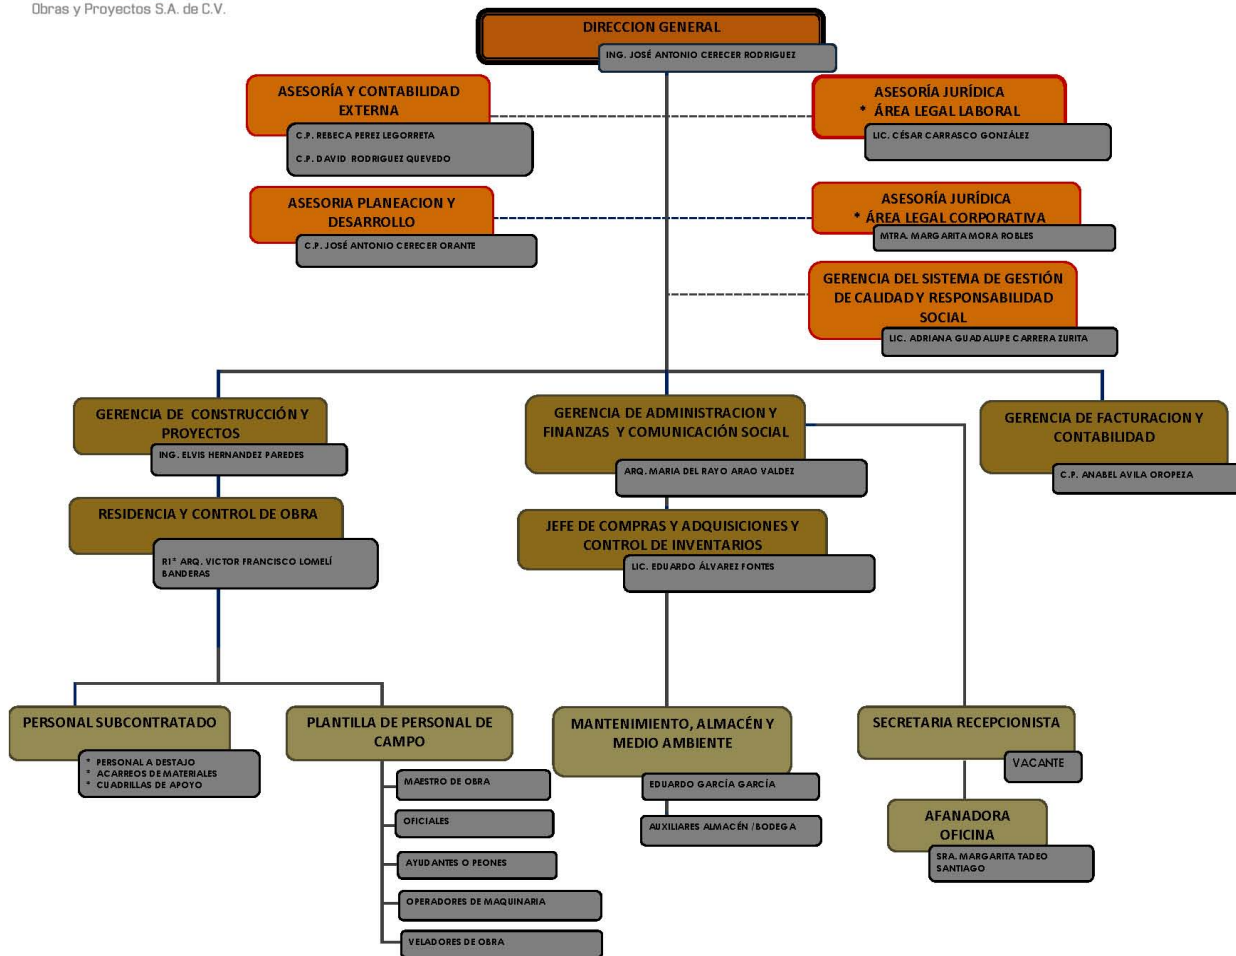 Obras y Proyectos S.A. de C.V.
DIRECCION GENERAL
ING. JOSÉ ANTONIO CERECER RODRIGUEZ
ASESORÍA Y CONTABILIDAD
EXTERNA
C.P. REBECA PEREZ LEGORRETA
C.P. DAVID RODRIGUEZ QUEVEDO
ASESORÍA JURÍDICA
* ÁREA LEGAL LABORAL
LIC. CÉSAR CARRASCO GONZÁLEZ
ASESORIA PLANEACION Y
DESARROLLO
C.P. JOSÉ ANTONIO CERECER ORANTE
ASESORÍA JURÍDICA
* ÁREA LEGAL CORPORATIVA
MTRA. MARGARITA MORA ROBLES
GERENCIA DEL SISTEMA DE GESTIÓN
DE CALIDAD Y RESPONSABILIDAD
SOCIAL
LIC. ADRIANA GUADALUPE CARRERA ZURITA
GERENCIA DE CONSTRUCCIÓN Y
PROYECTOS
ING. ELVIS HERNANDEZ PAREDES
GERENCIA DE ADMINISTRACION Y
FINANZAS Y COMUNICACIÓN SOCIAL
ARQ. MARIA DEL RAYO ARAO VALDEZ
GERENCIA DE FACTURACION Y
CONTABILIDAD
C.P. ANABEL AVILA OROPEZA
RESIDENCIA Y CONTROL DE OBRA
R1* ARQ. VICTOR FRANCISCO LOMELÍ
BANDERAS
JEFE DE COMPRAS Y ADQUISICIONES Y
CONTROL DE INVENTARIOS
LIC. EDUARDO ÁLVAREZ FONTES
PERSONAL SUBCONTRATADO
* PERSONAL A DESTAJO
* ACARREOS DE MATERIALES
* CUADRILLAS DE APOYO
PLANTILLA DE PERSONAL DE
CAMPO
MAESTRO DE OBRA
OFICIALES
AYUDANTES O PEONES
OPERADORES DE MAQUINARIA
VELADORES DE OBRA
MANTENIMIENTO, ALMACÉN Y
MEDIO AMBIENTE
EDUARDO GARCÍA GARCÍA
AUXILIARES ALMACÉN /BODEGA
SECRETARIA RECEPCIONISTA
VACANTE
AFANADORA
OFICINA
SRA. MARGARITA TADEO
SANTIAGO